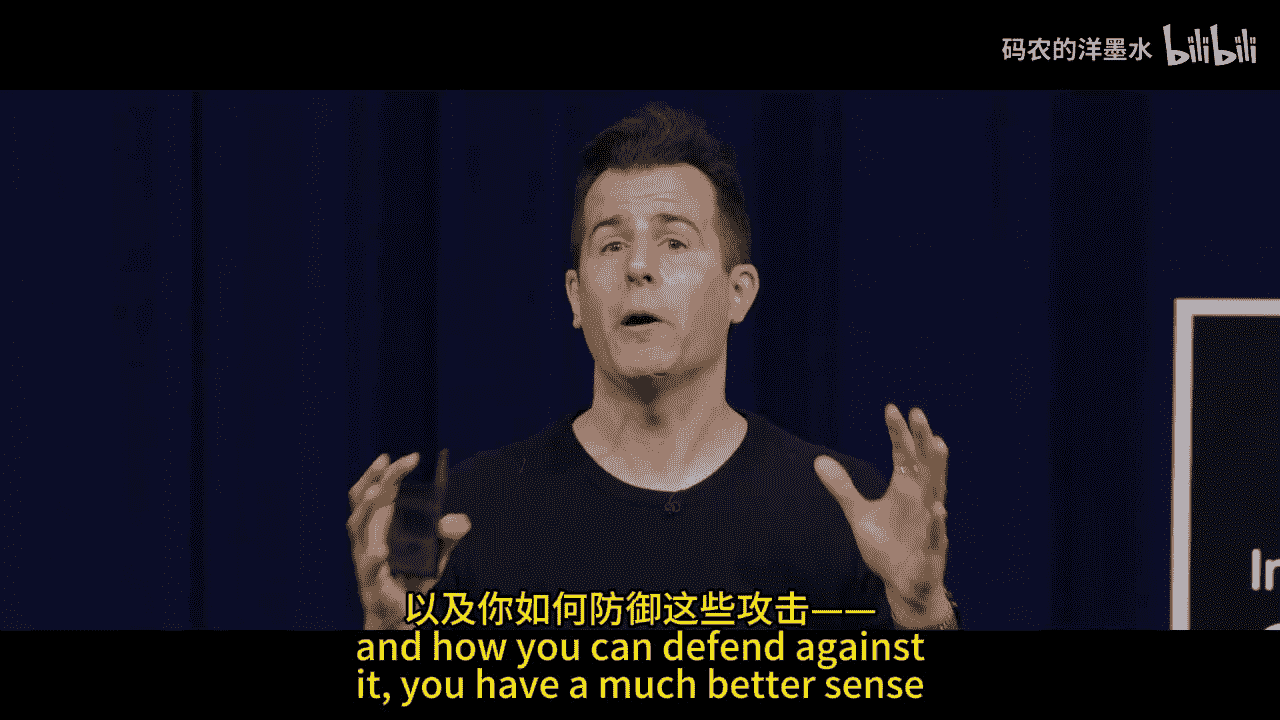 码农的洋墨水 bilibili
In
以及你如何防御这些攻击——
and how you can defend against
it, you have a much better sense